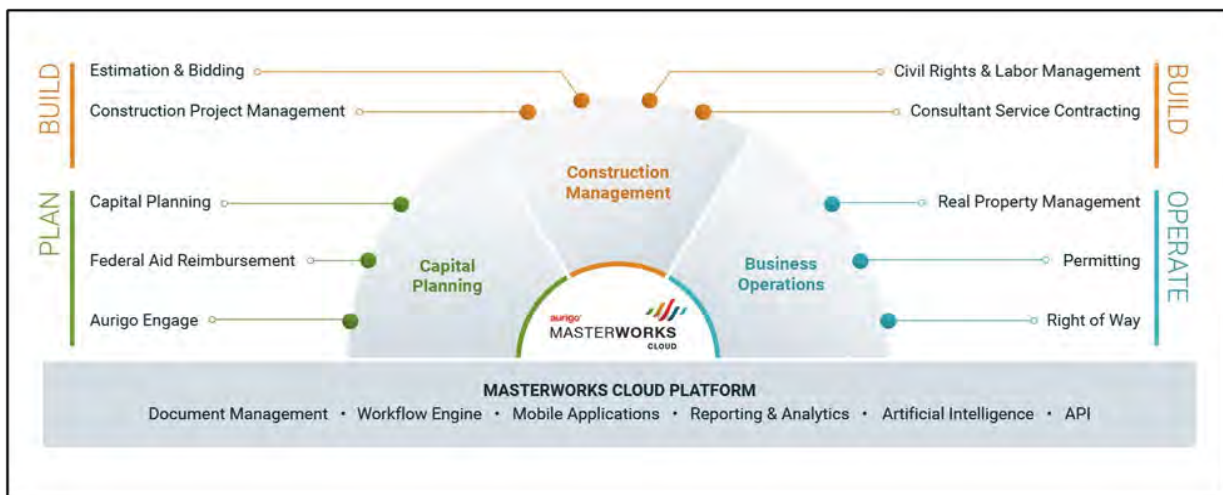 BUILD
Estimation & Bidding
Construction Project Management
PLAN
Capital Planning
Federal Aid Reimbursement
Aurigo Engage
Construction
Management
Capital
Planning
Business
Operations
aurigo
MASTERWORKS
CLOUD
Civil Rights & Labor Management
Consultant Service Contracting
BUILD
Real Property Management
Permitting
Right of Way
OPERATE
MASTERWORKS CLOUD PLATFORM
Document Management • Workflow Engine • Mobile Applications • Reporting & Analytics • Artificial Intelligence • API